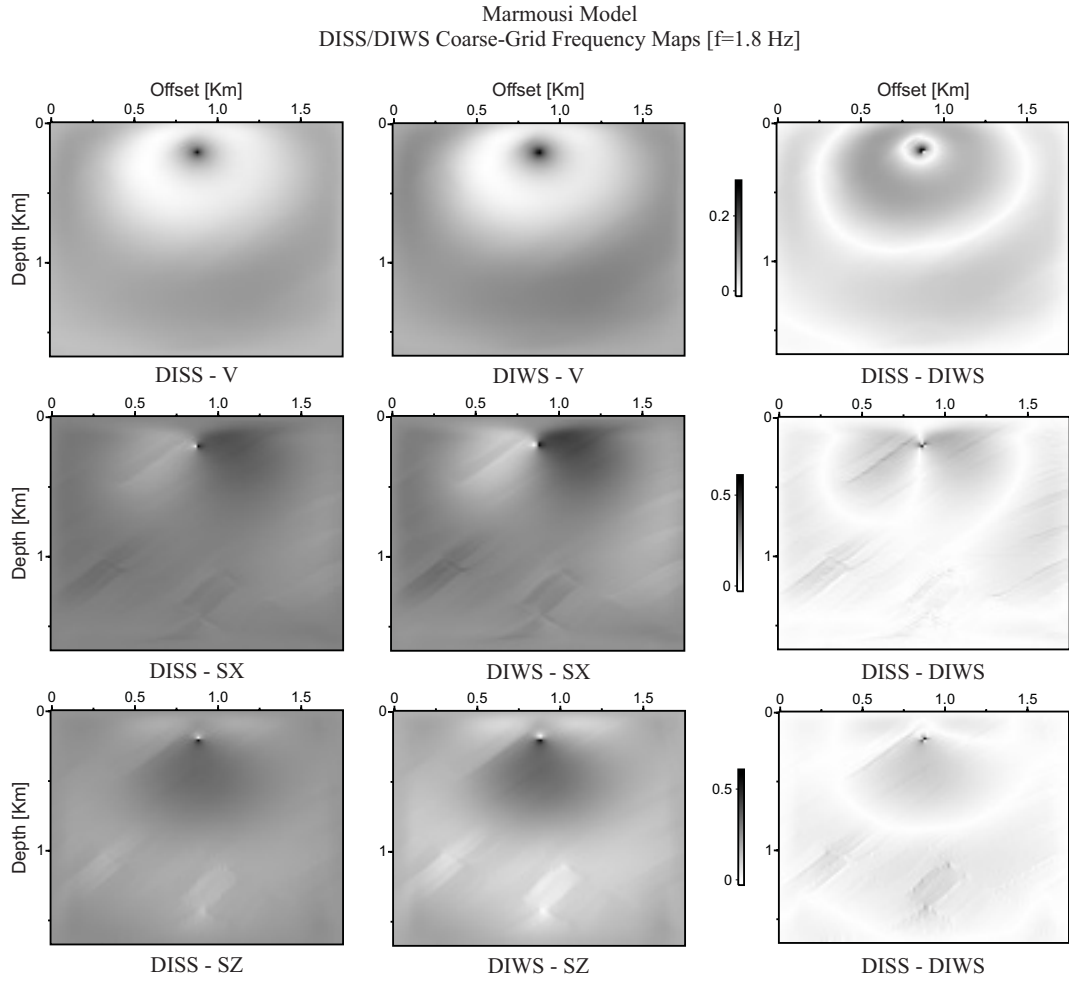 Marmousi Model
DISS/DIWS Coarse-Grid Frequency Maps [f=1.8 Hz]
Offset [Km]
Offset [Km]
0 0.5 1.0 1.5
0 0.5 1.0 1.5
0 0.5 1.0 1.5
Depth [Km]
0
1
0
1
0.2
0
0
1
DISS - V
DIWS - V
DISS - DIWS
0 0.5 1.0 1.5
0 0.5 1.0 1.5
0 0.5 1.0 1.5
Depth [Km]
0
1
0
1
0.5
0
0
1
DISS - SX
DIWS - SX
DISS - DIWS
0 0.5 1.0 1.5
0 0.5 1.0 1.5
0 0.5 1.0 1.5
Depth [Km]
0
1
0
1
0.5
0
0
1
DISS - SZ
DIWS - SZ
DISS - DIWS